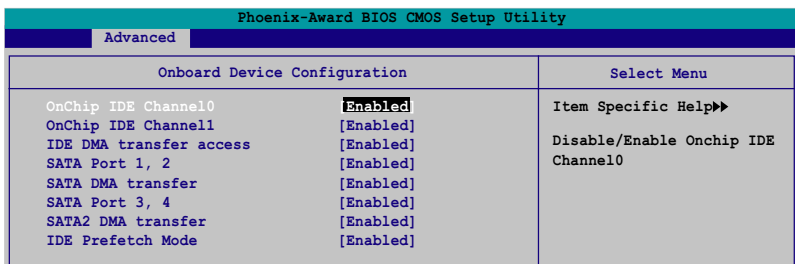 Phoenix-Award BIOS CMOS Setup Utility
Advanced
Onboard Device Configuration
Select Menu
OnChip IDE Channel0 [Enabled]
OnChip IDE Channel1 [Enabled]
IDE DMA transfer access [Enabled]
SATA Port 1, 2 [Enabled]
SATA DMA transfer [Enabled]
SATA Port 3, 4 [Enabled]
SATA2 DMA transfer [Enabled]
IDE Prefetch Mode [Enabled]
Item Specific Help▶▶
Disable/Enable Onchip IDE
Channel0